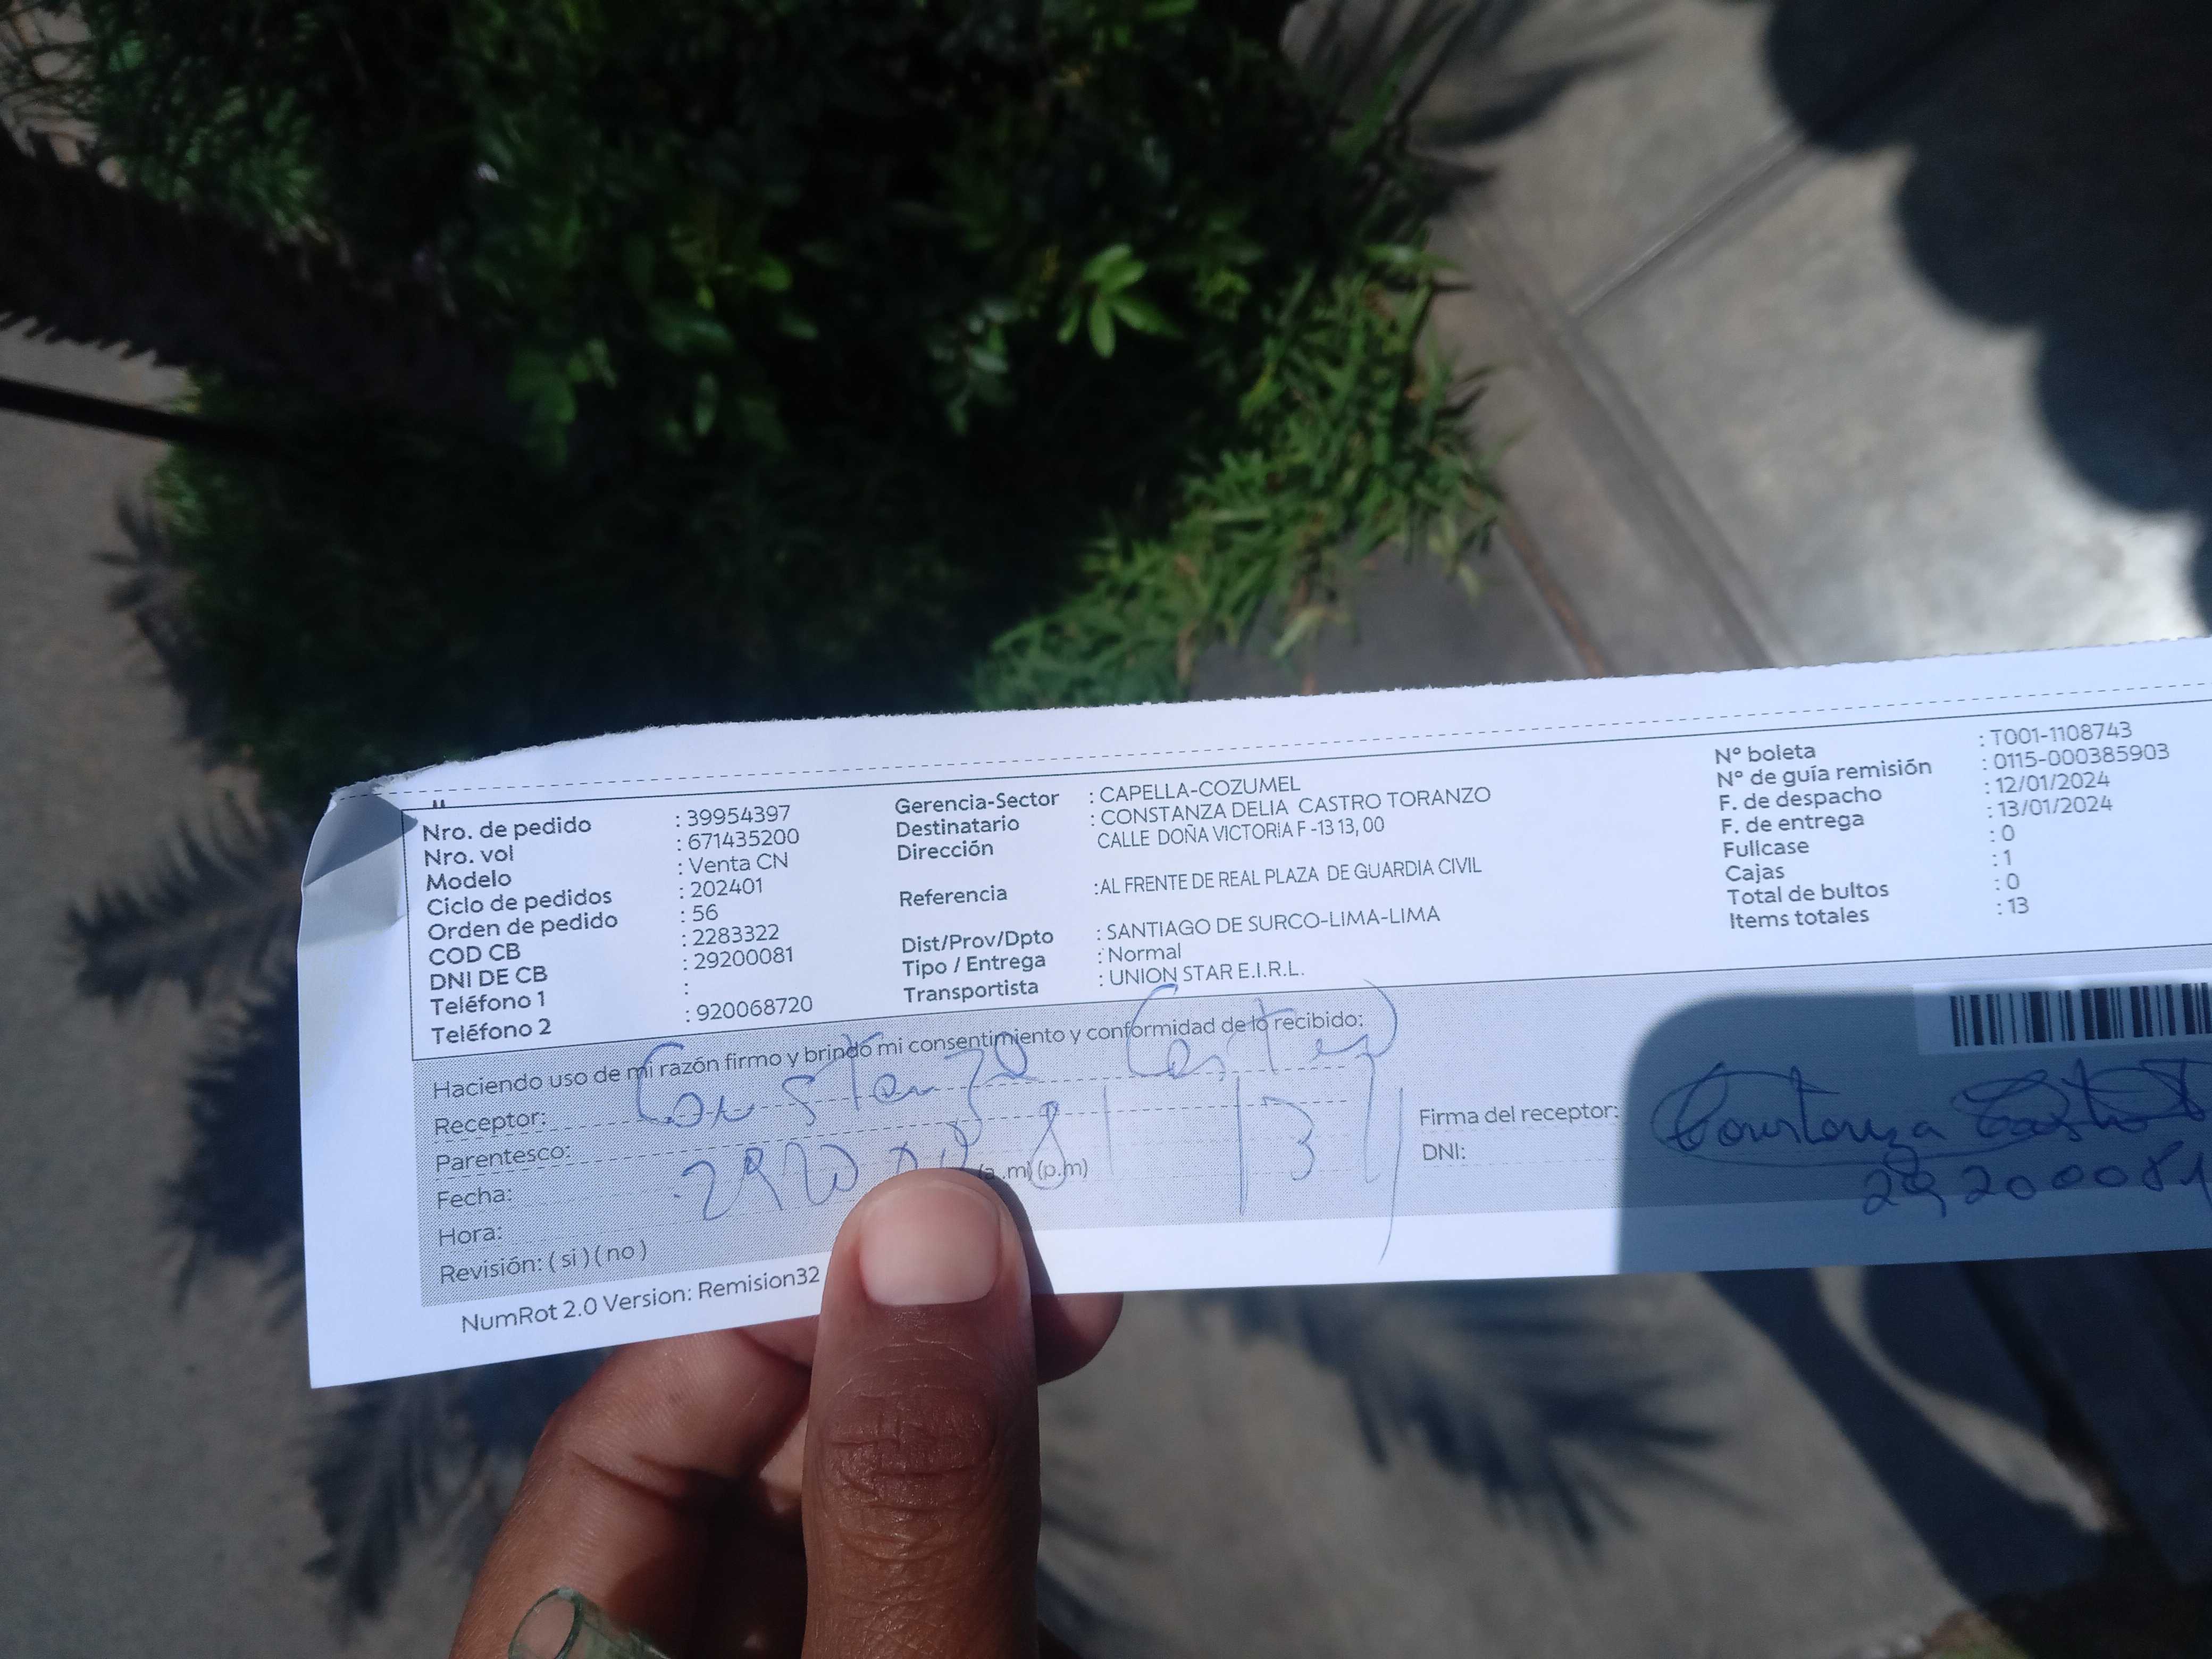 Nro. de pedido : 39954397
Nro. vol : 671435200
Modelo : Venta CN
Ciclo de pedidos : 202401
Orden de pedido : 56
COD CB : 2283322
DNI DE CB : 29200081
Teléfono 1 :
Teléfono 2 : 920068720
Gerencia-Sector : CAPELLA-COZUMEL
Destinatario : CONSTANZA DELIA CASTRO TORANZO
Dirección CALLE DOÑA VICTORIA F -13 13, 00
Referencia :AL FRENTE DE REAL PLAZA DE GUARDIA CIVIL
Dist/Prov/Dpto : SANTIAGO DE SURCO-LIMA-LIMA
Tipo / Entrega : Normal
Transportista : UNION STAR E.I.R.L.
N° boleta : T001-1108743
N° de guía remisión : 0115-000385903
F. de despacho : 12/01/2024
F. de entrega : 13/01/2024
Fullcase : 0
Cajas : 1
Total de bultos : 0
Items totales : 13
Haciendo uso de mi razón firmo y brindo mi consentimiento y conformidad de lo recibido:
Receptor: Constanza
Parentesco:
Fecha:
Hora: (a .m) (p.m)
Revisión: ( si ) ( no )
Firma del receptor: Constanza
DNI: 29200081
NumRot 2.0 Version: Remision32